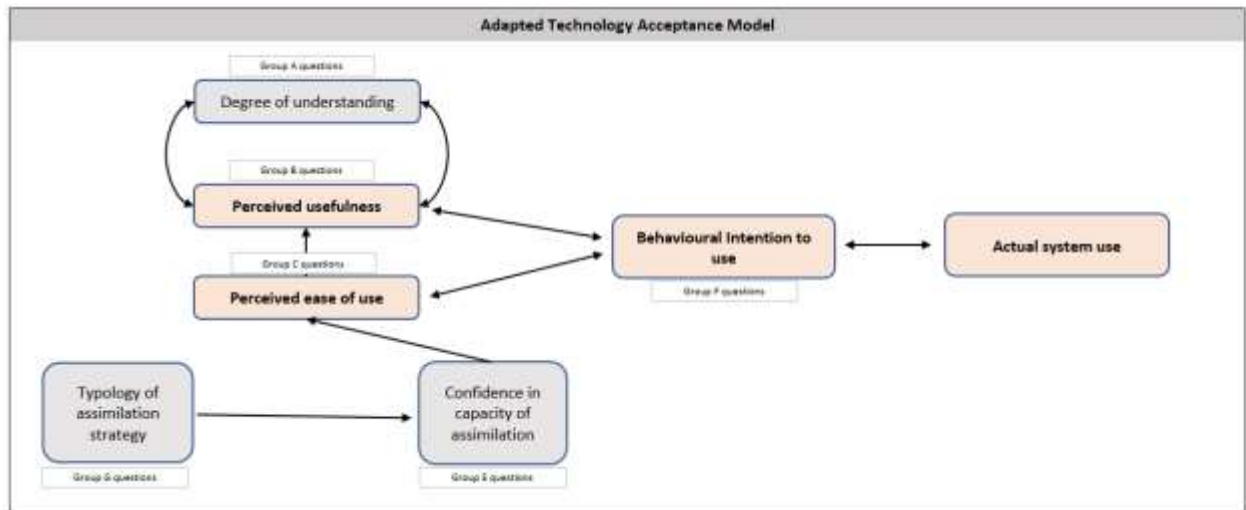 Adapted Technology Acceptance Model
Group A questions
Degree of understanding
Group B questions
Perceived usefulness
Group C questions
Perceived ease of use
Behavioural Intention to
use
Group F questions
Actual system use
Typology of
assimilation
strategy
Group G questions
Confidence in
capacity of
assimilation
Group E questions